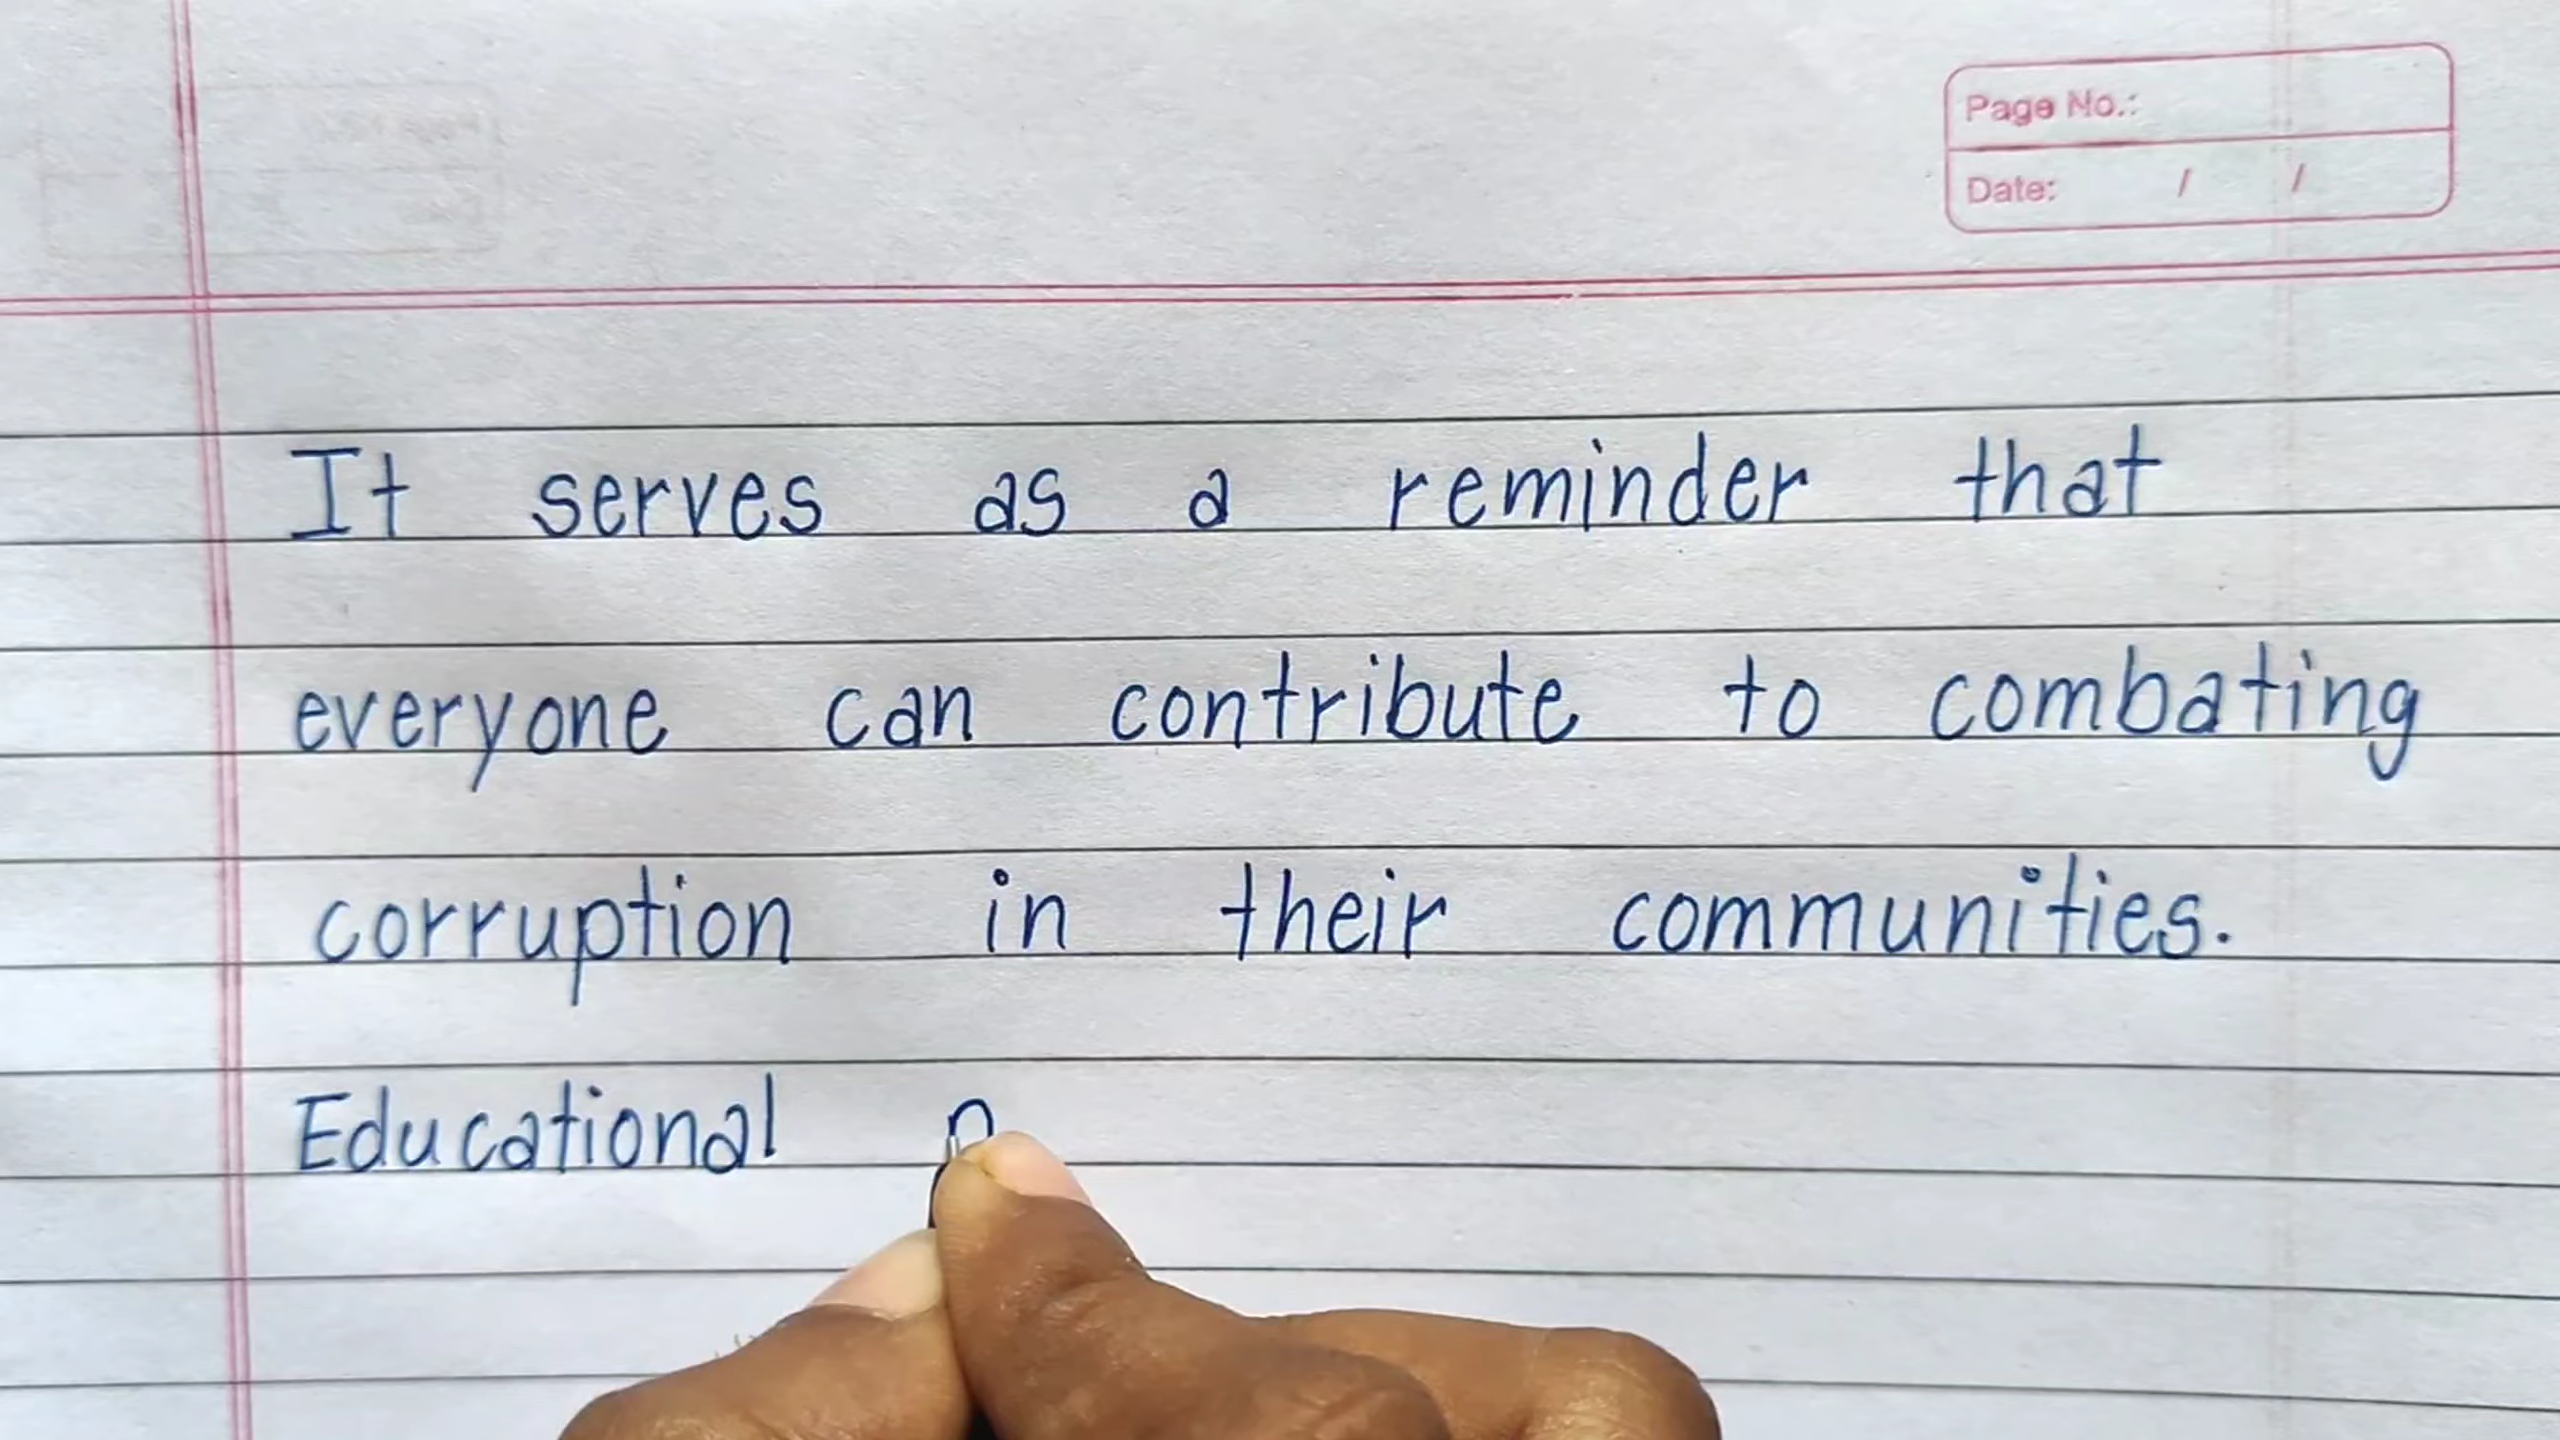 Page No.:
Date: / /
It serves as a reminder that
everyone can contribute to combating
corruption in their communities.
Educational